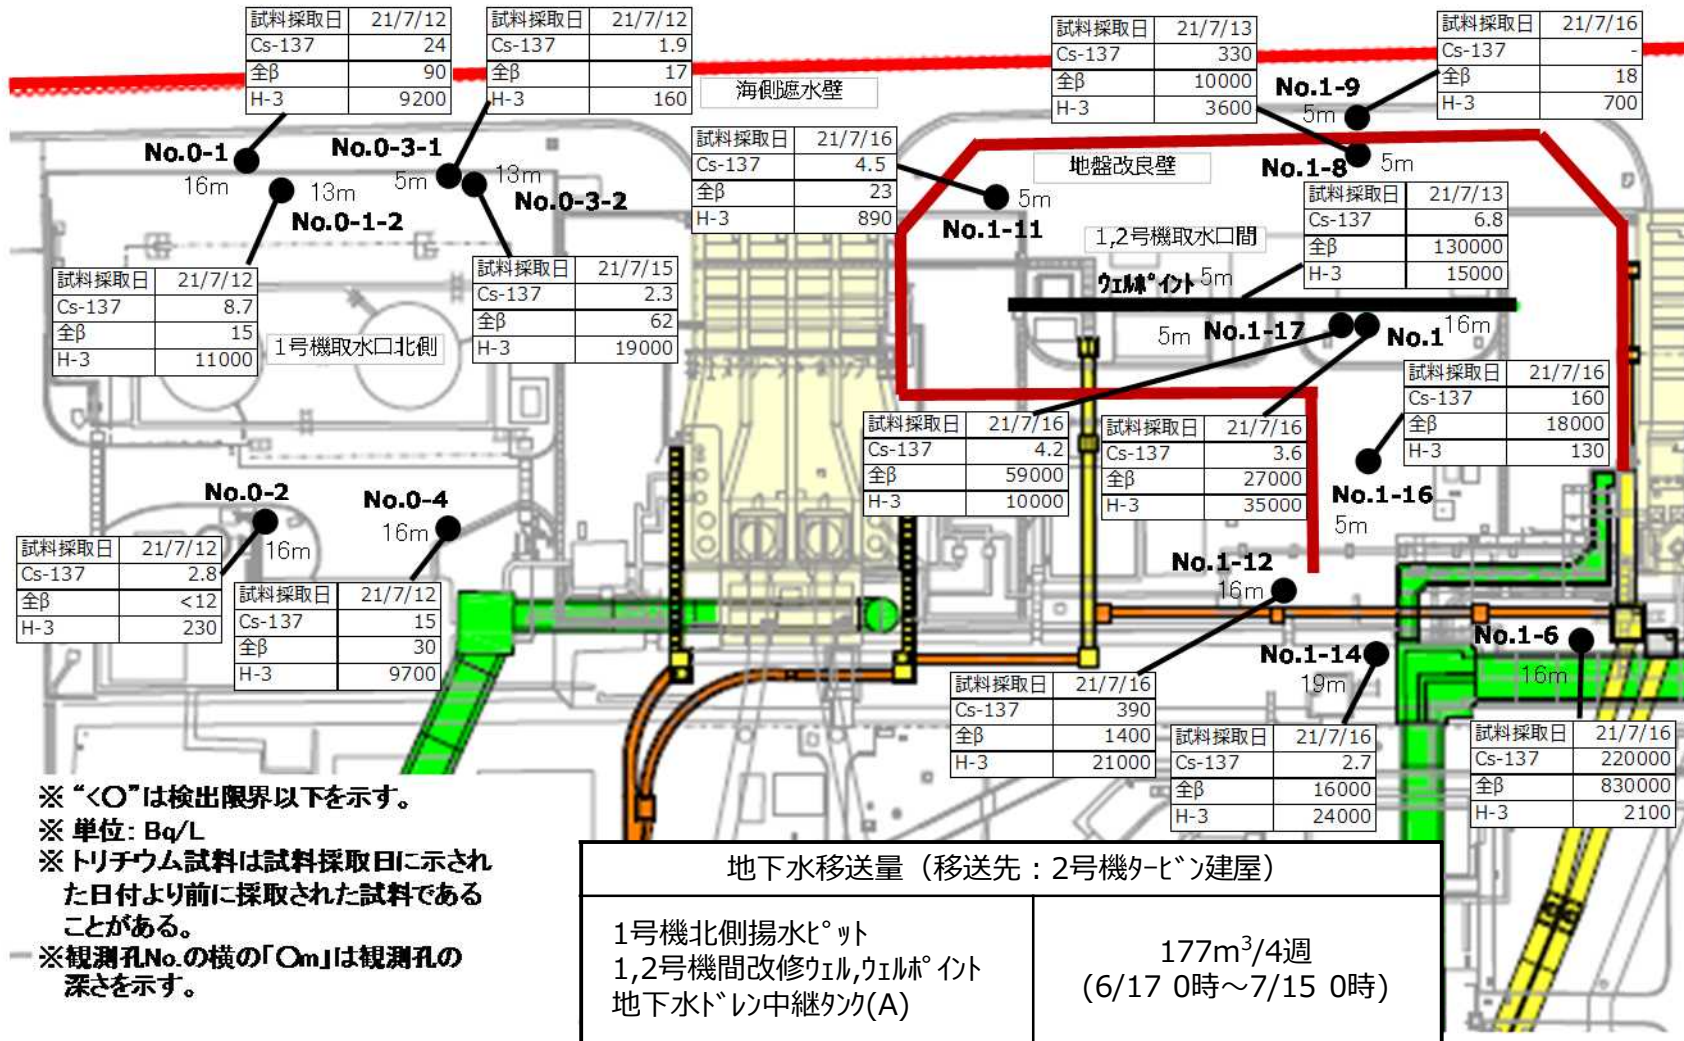 試料採取日 21/7/12
Cs-137 24
全β 90
H-3 9200
試料採取日 21/7/12
Cs-137 1.9
全β 17
H-3 160
海側遮水壁
試料採取日 21/7/13
Cs-137 330
全β 10000
H-3 3600
試料採取日 21/7/16
Cs-137 -
全β 18
H-3 700
No.0-1
16m
No.0-3-1
5m
13m
No.0-1-2
13m
No.0-3-2
試料採取日 21/7/16
Cs-137 4.5
全β 23
H-3 890
No.1-11
5m
地盤改良壁
No.1-9
5m
No.1-8
5m
試料採取日 21/7/13
Cs-137 6.8
全β 130000
H-3 15000
1,2号機取水口間
ウェルポイント 5m
試料採取日 21/7/12
Cs-137 8.7
全β 15
H-3 11000
1号機取水口北側
試料採取日 21/7/15
Cs-137 2.3
全β 62
H-3 19000
5m No.1-17
No.1
16m
試料採取日 21/7/16
Cs-137 160
全β 18000
H-3 130
試料採取日 21/7/16
Cs-137 4.2
全β 59000
H-3 10000
試料採取日 21/7/16
Cs-137 3.6
全β 27000
H-3 35000
No.1-16
5m
No.0-2
16m
No.0-4
16m
試料採取日 21/7/12
Cs-137 2.8
全β <12
H-3 230
試料採取日 21/7/12
Cs-137 15
全β 30
H-3 9700
No.1-12
16m
No.1-14
19m
No.1-6
16m
試料採取日 21/7/16
Cs-137 390
全β 1400
H-3 21000
試料採取日 21/7/16
Cs-137 2.7
全β 16000
H-3 24000
試料採取日 21/7/16
Cs-137 220000
全β 830000
H-3 2100
※ “<○”は検出限界以下を示す。
※ 単位: Bq/L
※トリチウム試料は試料採取日に示され
た日付より前に採取された試料である
ことがある。
※観測孔No.の横の「○m」は観測孔の
深さを示す。
地下水移送量（移送先：2号機タービン建屋）
1号機北側揚水ピット
1,2号機間改修ウェル,ウェルポイント
地下水ドレン中継タンク(A)
177m³/4週
(6/17 0時～7/15 0時)